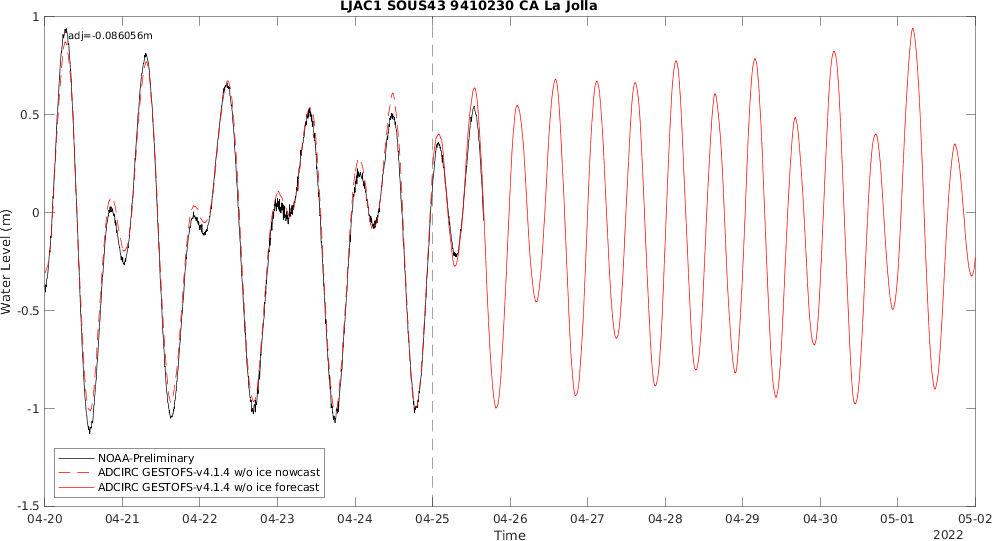 LJAC1 SOUS43 9410230 CA La Jolla
adj=-0.086056m
1
0.5
0
-0.5
-1
-1.5
Water Level (m)
NOAA-Preliminary
ADCIRC GESTOFS-v4.1.4 w/o ice nowcast
ADCIRC GESTOFS-v4.1.4 w/o ice forecast
04-20 04-21 04-22 04-23 04-24 04-25 04-26 04-27 04-28 04-29 04-30 05-01 05-02
Time
2022